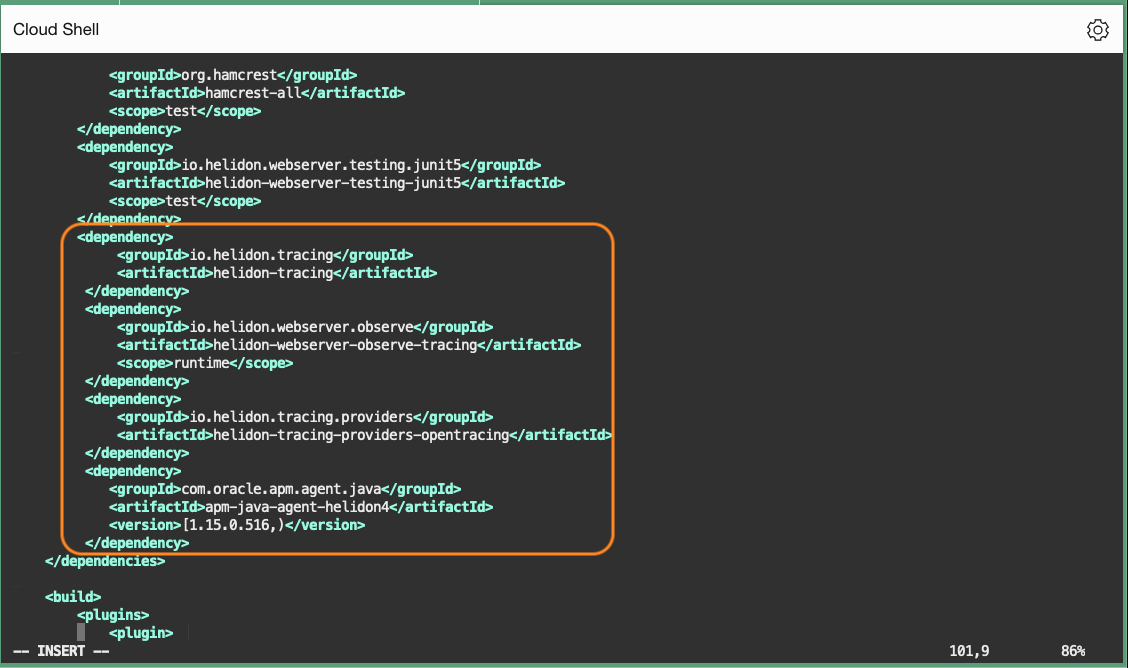 Cloud Shell
<groupId>org.hamcrest</groupId>
<artifactId>hamcrest-all</artifactId>
<scope>test</scope>
</dependency>
<dependency>
<groupId>io.helidon.webserver.testing.junit5</groupId>
<artifactId>helidon-webserver-testing-junit5</artifactId>
<scope>test</scope>
</dependency>
<dependency>
<groupId>io.helidon.tracing</groupId>
<artifactId>helidon-tracing</artifactId>
</dependency>
<dependency>
<groupId>io.helidon.webserver.observe</groupId>
<artifactId>helidon-webserver-observe-tracing</artifactId>
<scope>runtime</scope>
</dependency>
<dependency>
<groupId>io.helidon.tracing.providers</groupId>
<artifactId>helidon-tracing-providers-opentracing</artifactId>
</dependency>
<dependency>
<groupId>com.oracle.apm.agent.java</groupId>
<artifactId>apm-java-agent-helidon4</artifactId>
<version>[1.15.0.516,)</version>
</dependency>
</dependencies>
<build>
<plugins>
<plugin>
-- INSERT -- 101,9 86%